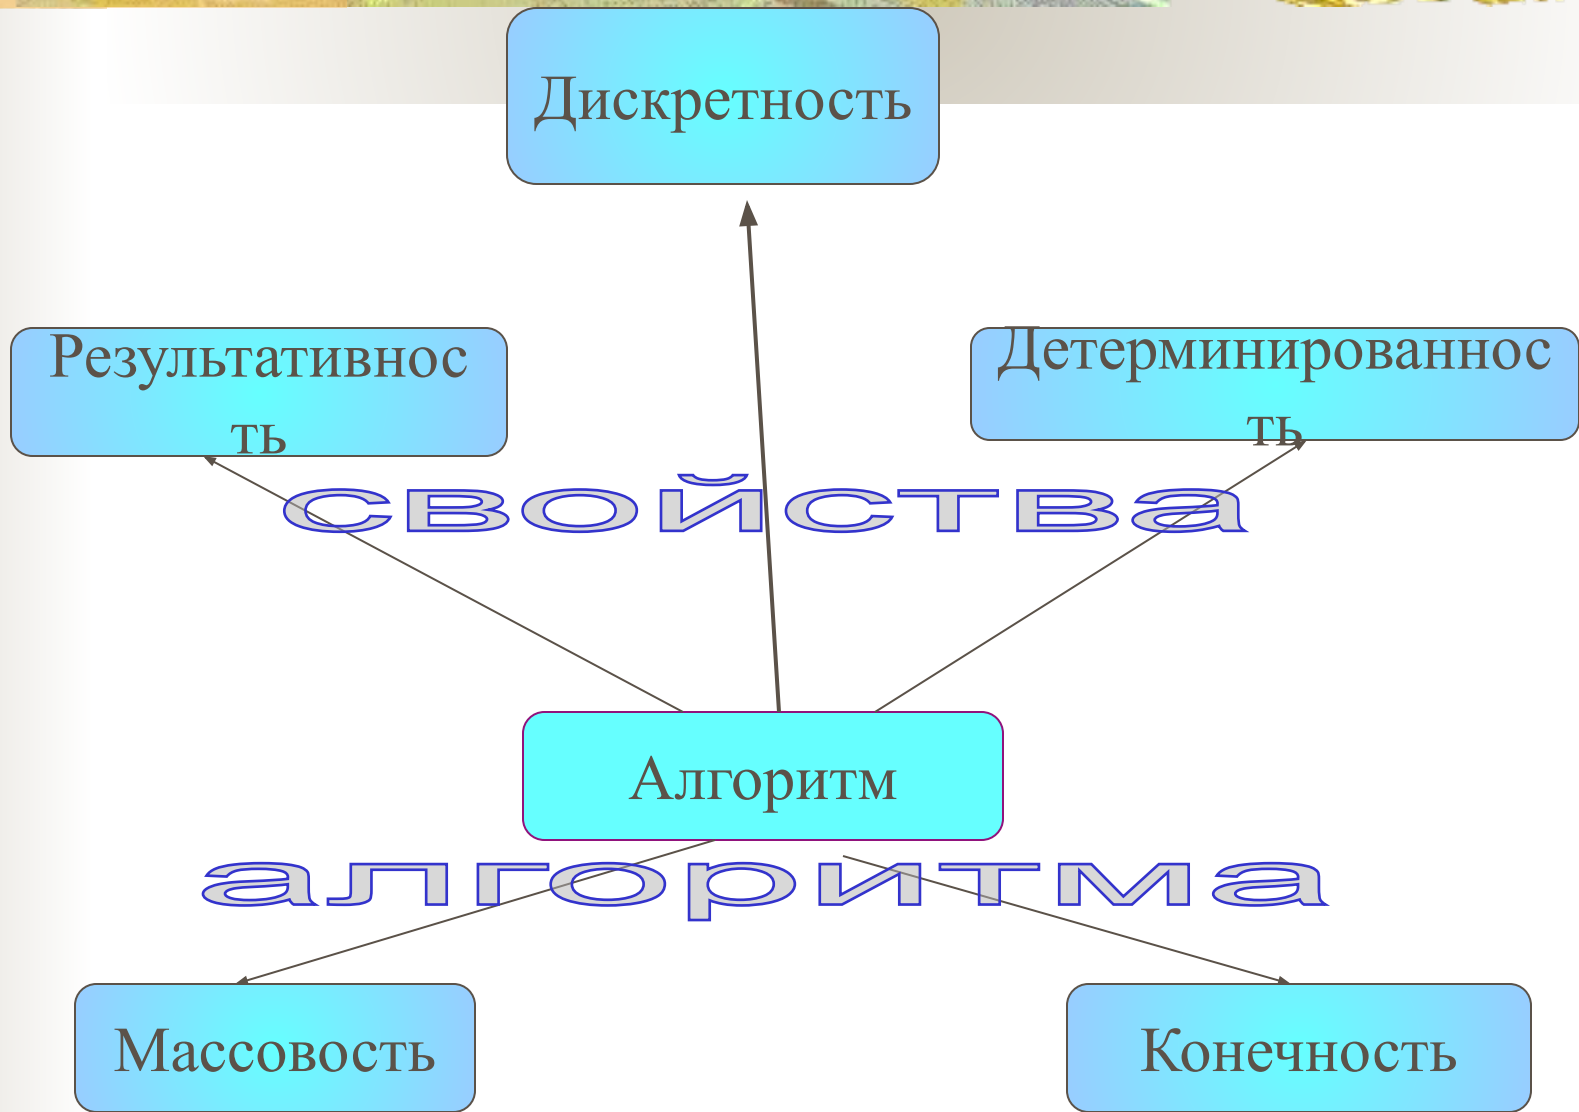 Дискретность
Результативнос
ть
Детерминированнос
ть
свойства
Алгоритм
алгоритма
Массовость
Конечность